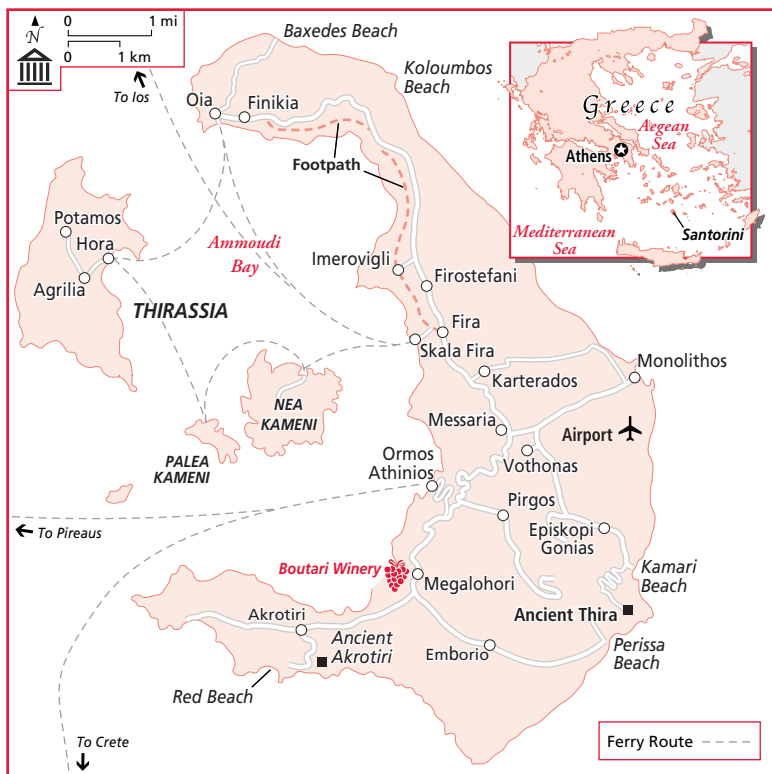 0 1 mi
N
0 1 km
To Ios
Baxedes Beach
Koloumbos
Beach
Oia
Finikia
Footpath
Greece
Aegean
Sea
Athens
Mediterranean
Sea
Santorini
Potamos
Hora
Agrilia
THIRASSIA
Ammoudi
Bay
Imerovigli
Firostefani
Fira
Skala Fira
Karterados
Monolithos
NEA
KAMENI
PALEA
KAMENI
Messaria
Airport
Vothonas
Ormos
Athinios
Pirgos
Episkopi
Gonias
To Pireaus
Boutari Winery
Megalohori
Kamari
Beach
Ancient Thira
Akrotiri
Ancient
Akrotiri
Emborio
Perissa
Beach
Red Beach
To Crete
Ferry Route